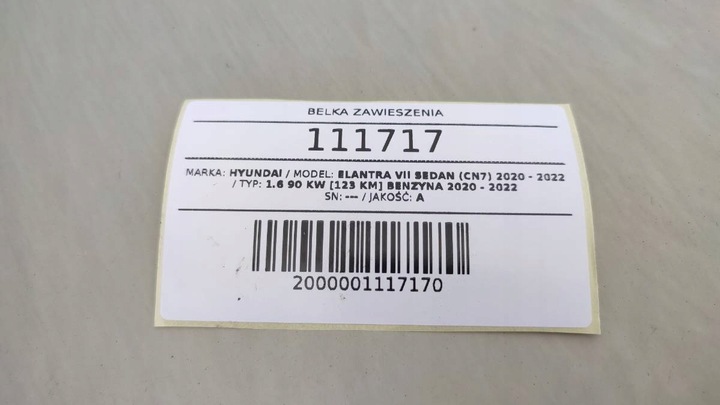 BELKA ZAWIESZENIA
111717
MARKA: HYUNDAI / MODEL: ELANTRA VII SEDAN (CN7) 2020 - 2022
/ TYP: 1.6 90 KW [123 KM] BENZYNA 2020 - 2022
SN: --- / JAKOŚĆ: A
2000001117170